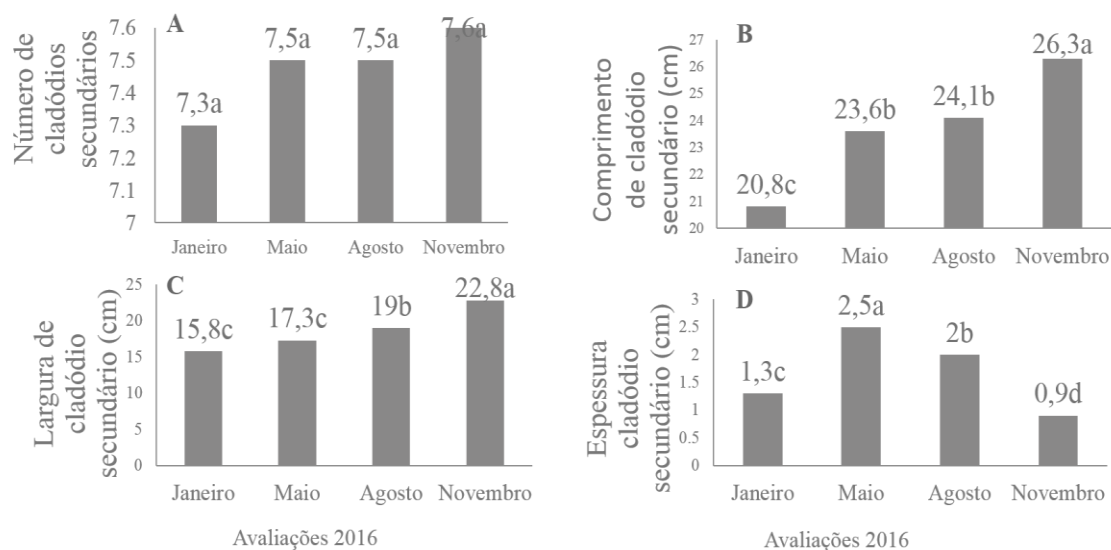 A
Número de
cladódios
secundários
7.6
7.5
7.4
7.3
7.2
7.1
7
7,3a
7,5a
7,5a
7,6a
Janeiro
Maio
Agosto
Novembro
B
Comprimento
de cladódio
secundário (cm)
27
26
25
24
23
22
21
20
20,8c
23,6b
24,1b
26,3a
Janeiro
Maio
Agosto
Novembro
C
Largura de
cladódio
secundário (cm)
25
20
15
10
5
0
15,8c
17,3c
19b
22,8a
Janeiro
Maio
Agosto
Novembro
Avaliações 2016
D
Espessura
cladódio
secundário (cm)
3
2.5
2
1.5
1
0.5
0
1,3c
2,5a
2b
0,9d
Janeiro
Maio
Agosto
Novembro
Avaliações 2016